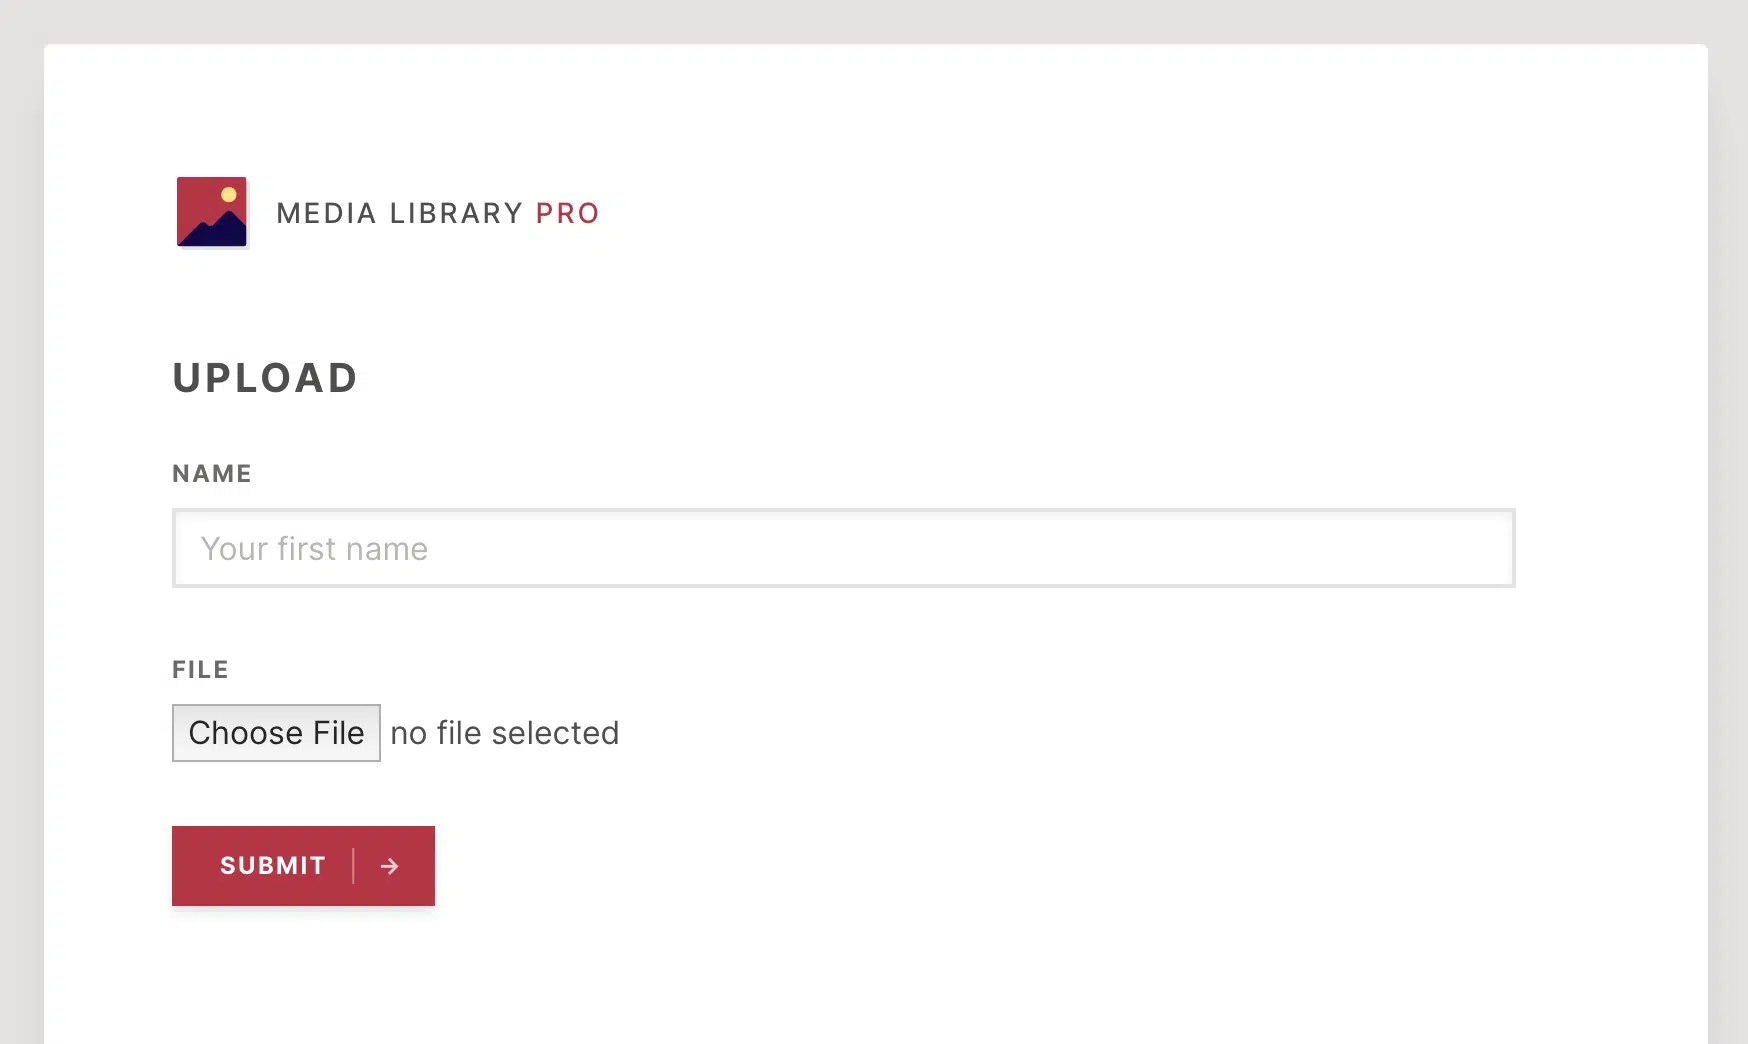 MEDIA LIBRARY PRO
UPLOAD
NAME
Your first name
FILE
Choose File no file selected
SUBMIT →